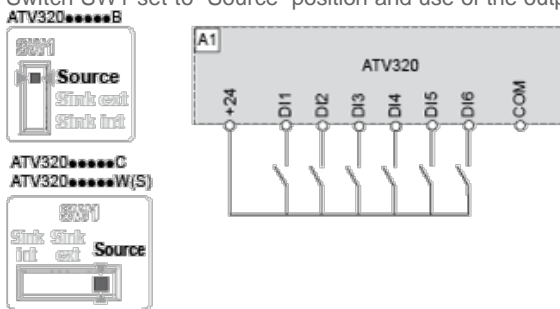 Switch SW1 set to "Source" position and use of the outp
ATV320●●●●●B
SW1
Source
Sink ext
Sink int
A1
ATV320
+24
DI1
DI2
DI3
DI4
DI5
DI6
COM
ATV320●●●●●C
ATV320●●●●●W(S)
SW1
Sink int
Sink ext
Source